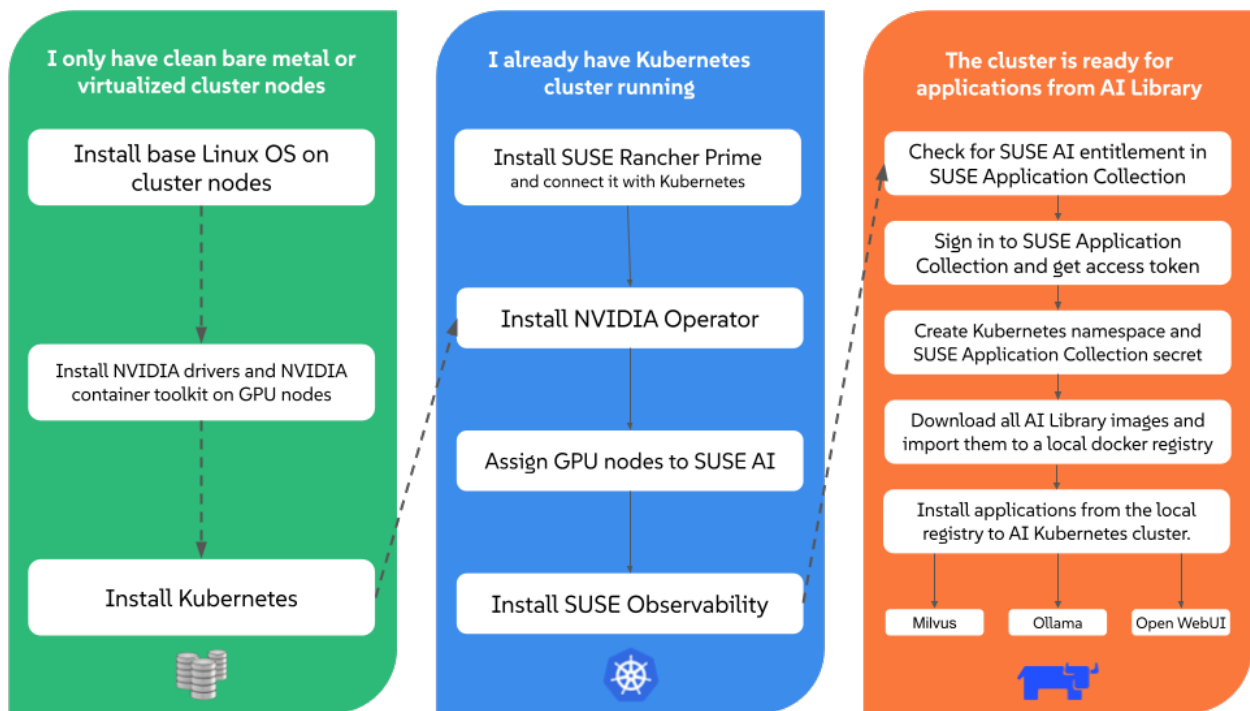 I only have clean bare metal or
virtualized cluster nodes
Install base Linux OS on
cluster nodes
Install NVIDIA drivers and NVIDIA
container toolkit on GPU nodes
Install Kubernetes
I already have Kubernetes
cluster running
Install SUSE Rancher Prime
and connect it with Kubernetes
Install NVIDIA Operator
Assign GPU nodes to SUSE AI
Install SUSE Observability
The cluster is ready for
applications from AI Library
Check for SUSE AI entitlement in
SUSE Application Collection
Sign in to SUSE Application
Collection and get access token
Create Kubernetes namespace and
SUSE Application Collection secret
Download all AI Library images and
import them to a local docker registry
Install applications from the local
registry to AI Kubernetes cluster.
Milvus
Ollama
Open WebUI